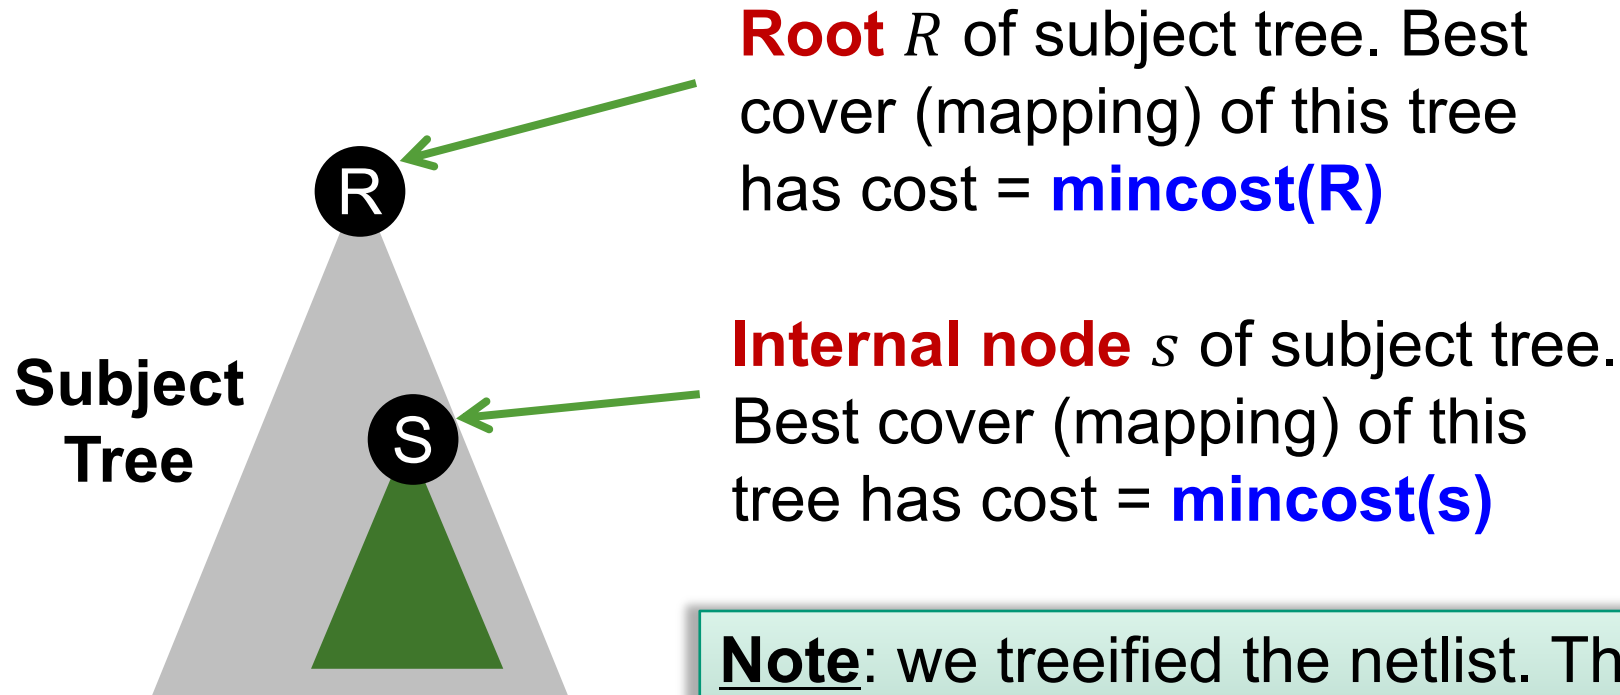 Root R of subject tree. Best
cover (mapping) of this tree
has cost = mincost(R)
R
Internal node s of subject tree.
Best cover (mapping) of this
tree has cost = mincost(s)
Subject
Tree
S
Note: we treeified the netlist. Th